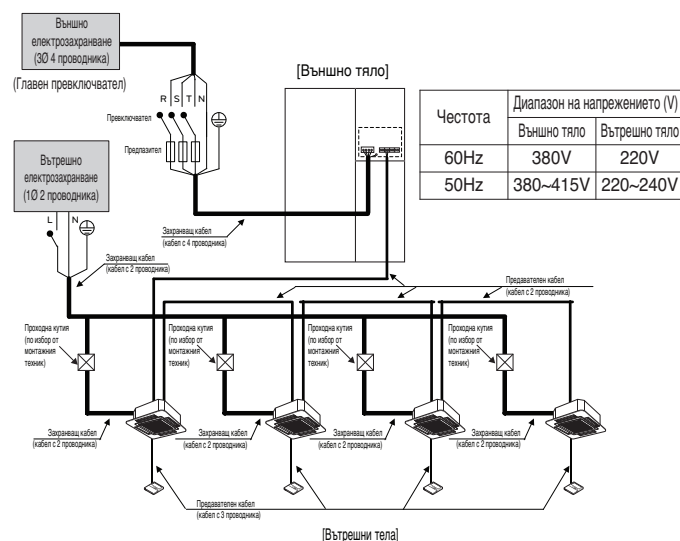 Външно
електрозахранване
(3Ø 4 проводника)
(Главен превключвател)
R S T N
Превключвател
Предпазител
[Външно тяло]
Честота
Диапазон на напрежението (V)
Външно тяло
Вътрешно тяло
60Hz
380V
220V
50Hz
380~415V
220~240V
Вътрешно
електрозахранване
(1Ø 2 проводника)
L N
Захранващ кабел
(кабел с 4 проводника)
Захранващ кабел
(кабел с 2 проводника)
Предавателен кабел
(кабел с 2 проводника)
Проходна кутия
(по избор от
монтажния
техник)
Проходна кутия
(по избор от
монтажния
техник)
Проходна кутия
(по избор от
монтажния
техник)
Проходна кутия
(по избор от
монтажния
техник)
Захранващ кабел
(кабел с 2 проводника)
Захранващ кабел
(кабел с 2 проводника)
Захранващ кабел
(кабел с 2 проводника)
Захранващ кабел
(кабел с 2 проводника)
Предавателен кабел
(кабел с 3 проводника)
[Вътрешни тела]